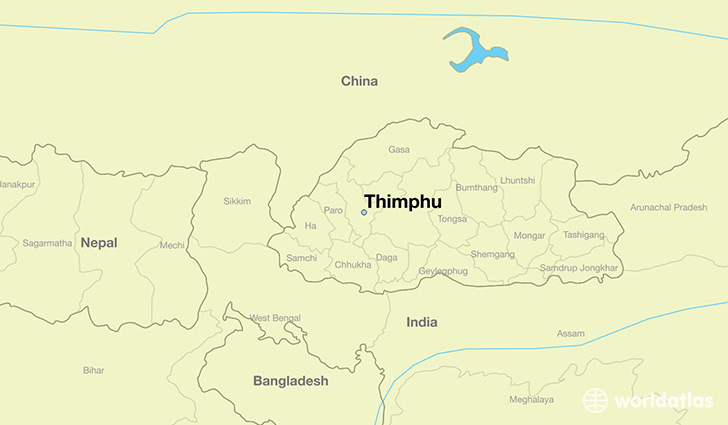 China
Gasa
Lhuntshi
Janakpur
Bumthang
Sikkim
Thimphu
Arunachal Pradesh
Paro
Tongsa
Ha
Mongar
Tashigang
Sagarmatha
Nepal
Mechi
Samchi
Chhukha
Daga
Shemgang
Geylegphug
Samdrup Jongkhar
West Bengal
India
Assam
Bihar
Bangladesh
Meghalaya
worldatlas